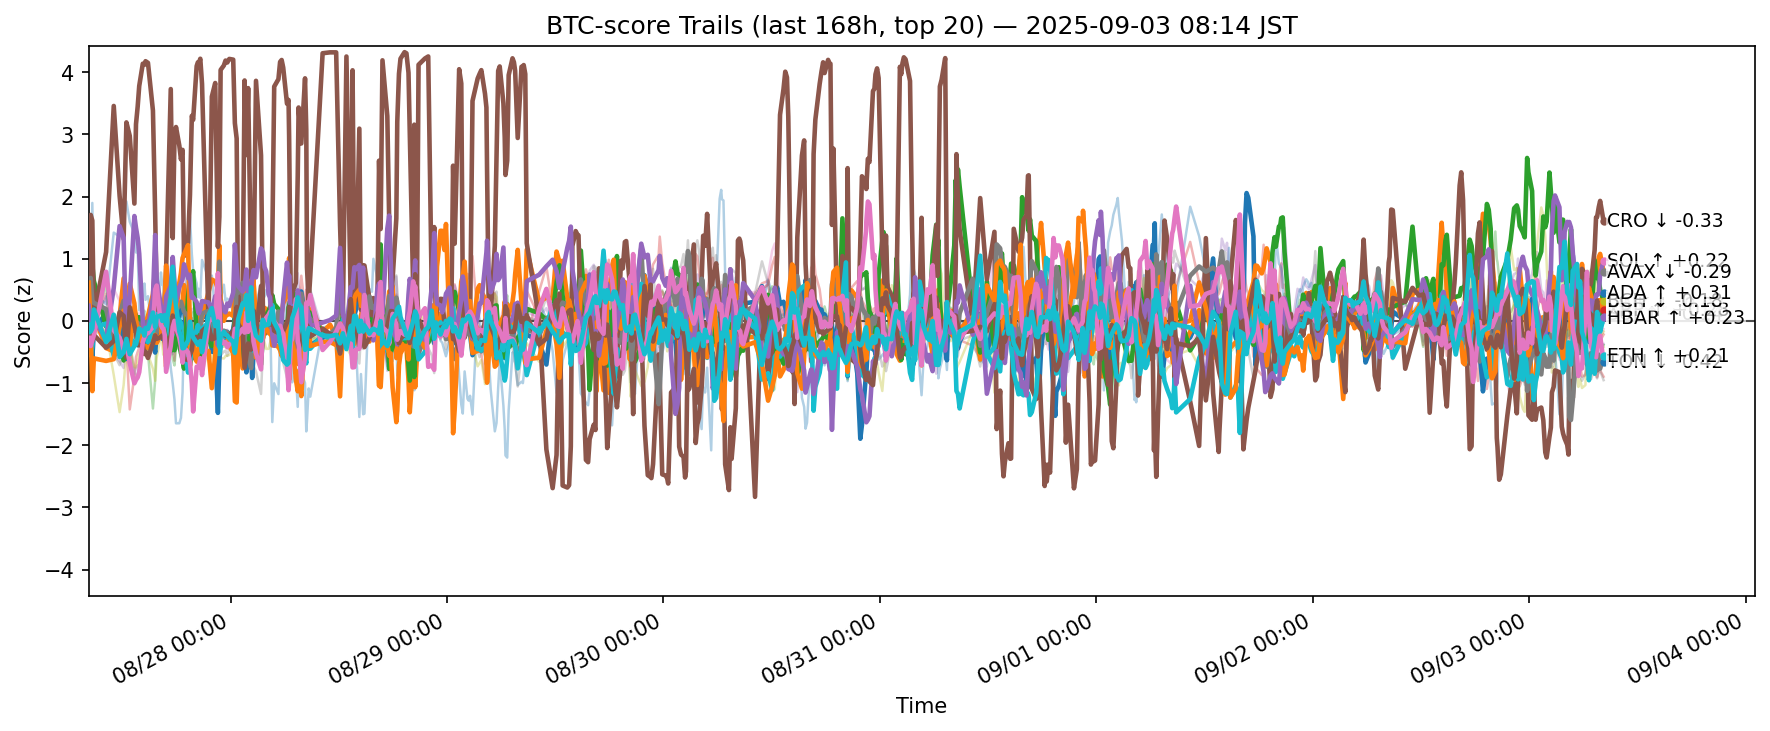 BTC-score Trails (last 168h, top 20) — 2025-09-03 08:14 JST
Score (z)
4
3
2
1
0
−1
−2
−3
−4
CRO ↓ -0.33
SOL ↑ +0.22
AVAX ↓ -0.29
ADA ↑ +0.31
HBAR ↑ +0.23
ETH ↑ +0.21
TON ↓ -0.42
08/28 00:00
08/29 00:00
08/30 00:00
08/31 00:00
09/01 00:00
09/02 00:00
09/03 00:00
09/04 00:00
Time